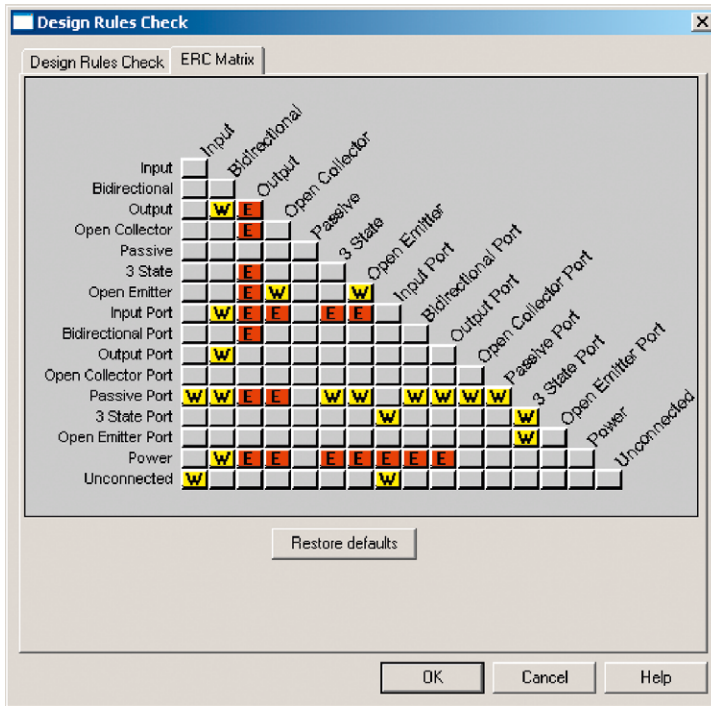 Design Rules Check
Design Rules Check ERC Matrix
Input
Bidirectional
Output
Open Collector
Passive
3 State
Open Emitter
Input Port
Bidirectional Port
Output Port
Open Collector Port
Passive Port
3 State Port
Open Emitter Port
Power
Unconnected
Input
Bidirectional
Output W E
Open Collector E
Passive
3 State E
Open Emitter E W W
Input Port W E E E E
Bidirectional Port E
Output Port W
Open Collector Port
Passive Port W W E E W W W W W W
3 State Port W W
Open Emitter Port W
Power W E E E E E E E
Unconnected W W
Restore defaults
OK Cancel Help